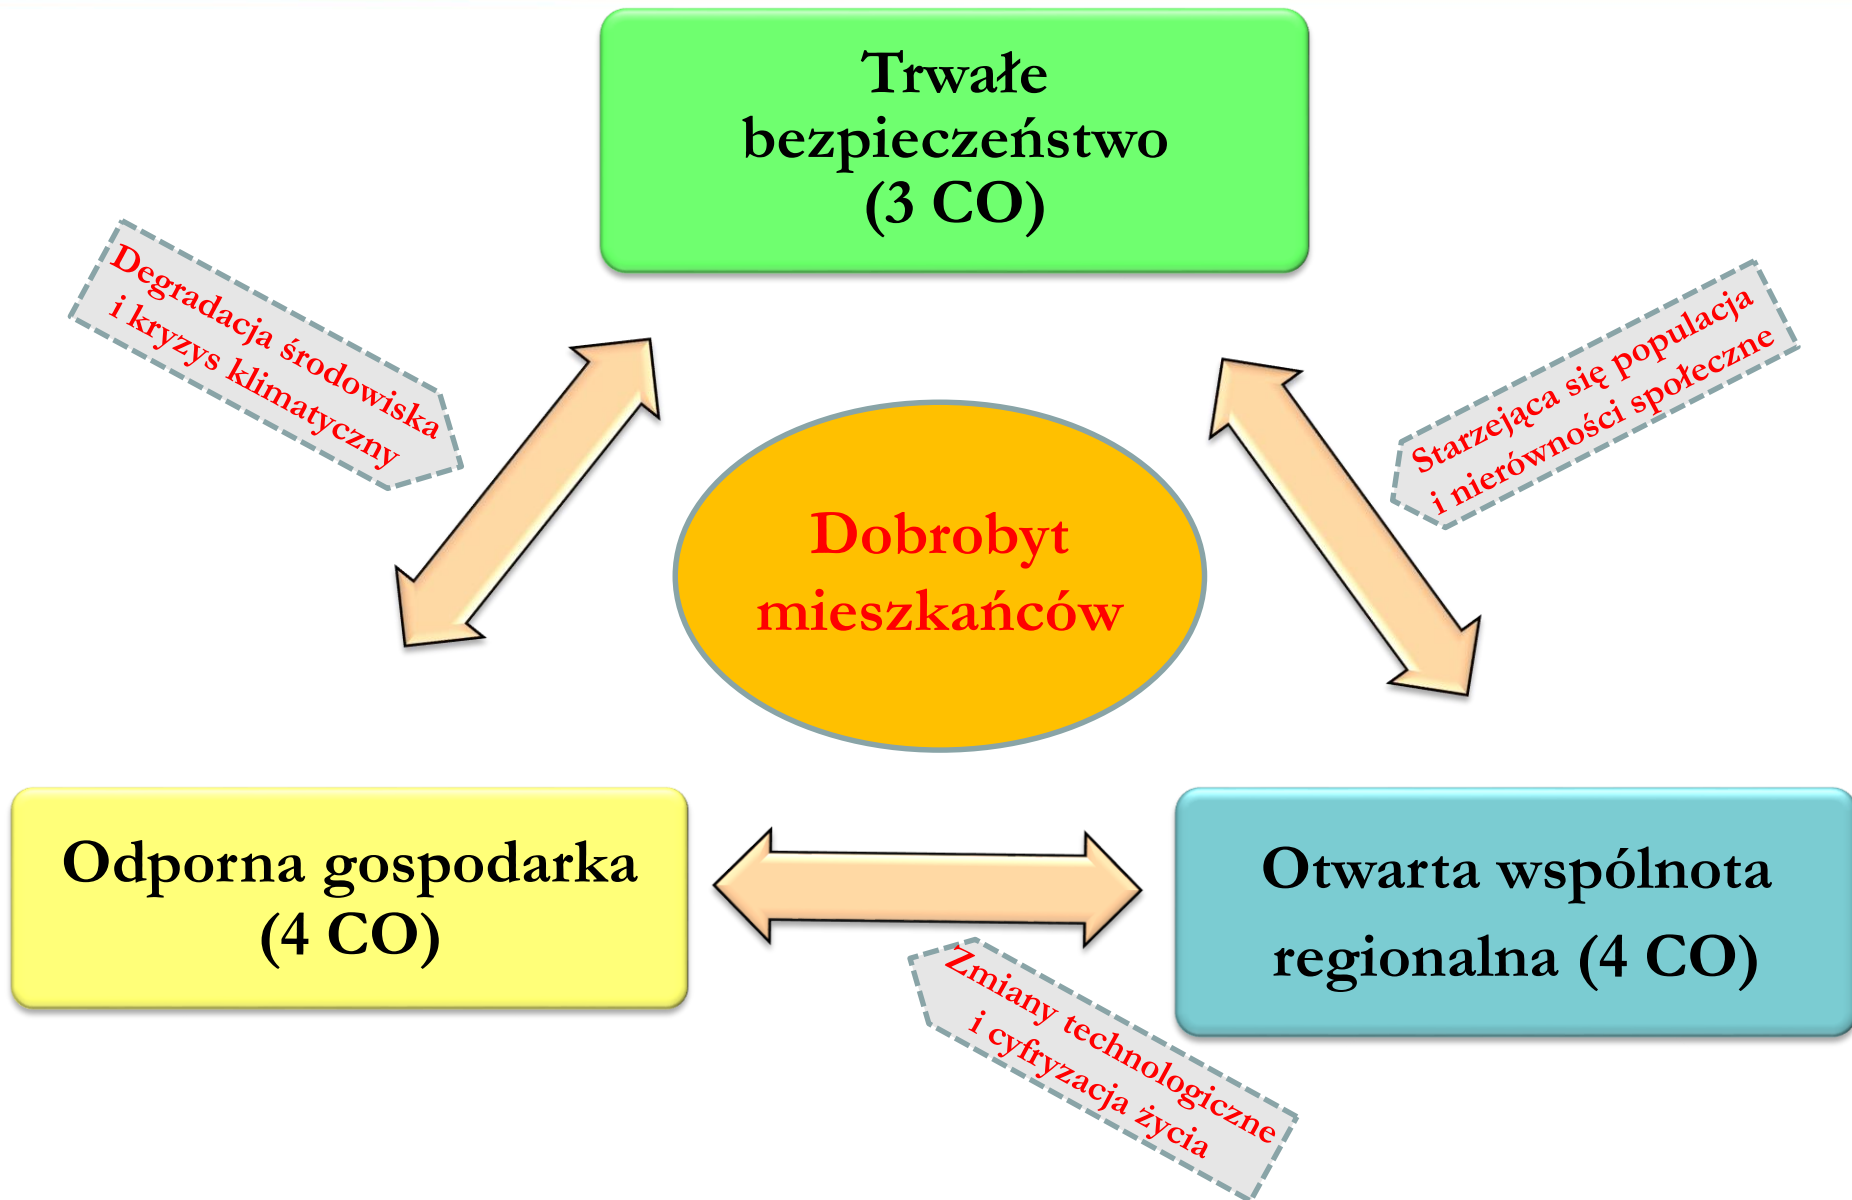 Trwałe
bezpieczeństwo
(3 CO)
Degradacja środowiska
i kryzys klimatyczny
Starzejąca się populacja
i nierówności społeczne
Dobrobyt
mieszkańców
Odporna gospodarka
(4 CO)
Otwarta wspólnota
regionalna (4 CO)
Zmiany technologiczne
i cyfryzacja życia